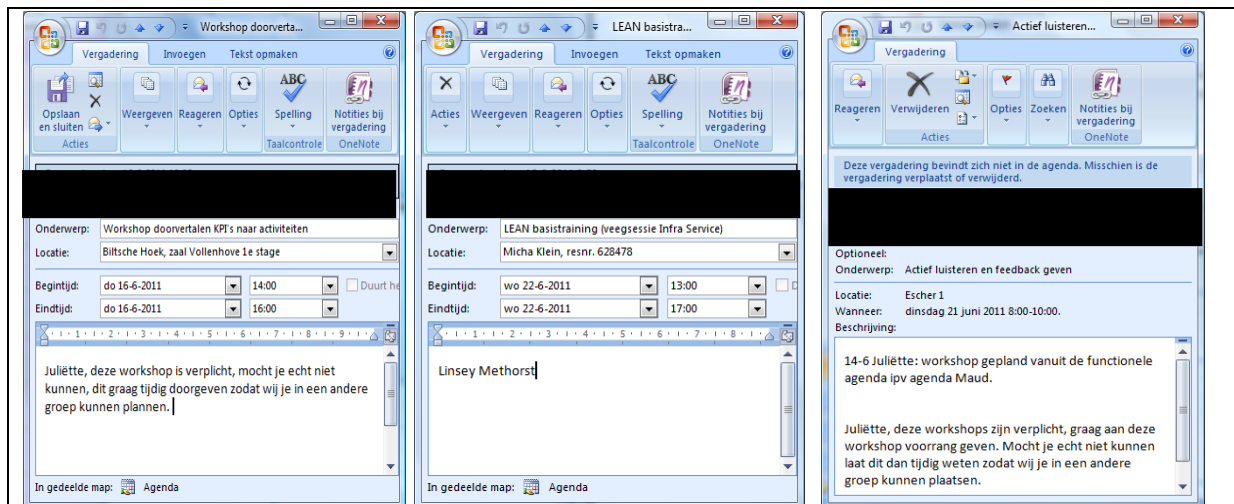 Workshop doorverta...
Vergadering Invoegen Tekst opmaken
Opslaan en sluiten
Weergeven
Reageren
Opties
ABC
Spelling
Notities bij vergadering
Acties
Taalcontrole
OneNote
Onderwerp: Workshop doorvertalen KPI's naar activiteiten
Locatie: Biltsche Hoek, zaal Vollenhove 1e stage
Begintijd: do 16-6-2011 14:00 Duurt he
Eindtijd: do 16-6-2011 16:00
Juliëtte, deze workshop is verplicht, mocht je echt niet
kunnen, dit graag tijdig doorgeven zodat wij je in een andere
groep kunnen plannen.
In gedeelde map: Agenda
LEAN basistra...
Vergadering Invoegen Tekst opmaken
Acties
Weergeven
Reageren
Opties
ABC
Spelling
Notities bij vergadering
Taalcontrole
OneNote
Onderwerp: LEAN basistraining (veegsessie Infra Service)
Locatie: Micha Klein, resnr. 628478
Begintijd: wo 22-6-2011 13:00
Eindtijd: wo 22-6-2011 17:00
Linsey Methorst
In gedeelde map: Agenda
Actief luisteren...
Vergadering
Reageren
Verwijderen
Opties
Zoeken
Notities bij vergadering
Acties
OneNote
Deze vergadering bevindt zich niet in de agenda. Misschien is de
vergadering verplaatst of verwijderd.
Optioneel:
Onderwerp: Actief luisteren en feedback geven
Locatie: Escher 1
Wanneer: dinsdag 21 juni 2011 8:00-10:00.
Beschrijving:
14-6 Juliëtte: workshop gepland vanuit de functionele
agenda ipv agenda Maud.
Juliëtte, deze workshops zijn verplicht, graag aan deze
workshop voorrang geven. Mocht je echt niet kunnen
laat dit dan tijdig weten zodat wij je in een andere
groep kunnen plaatsen.